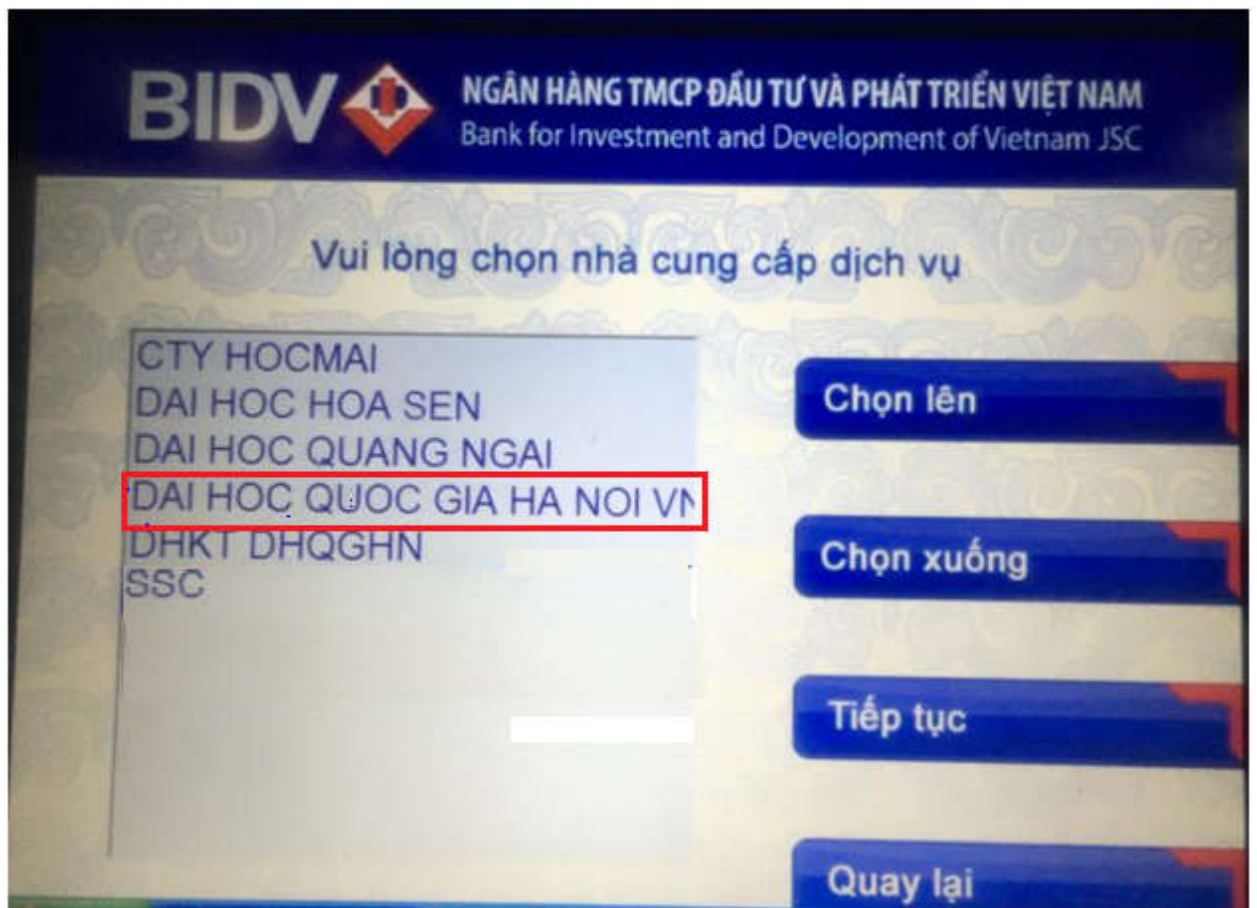 BIDV
NGÂN HÀNG TMCP ĐẦU TƯ VÀ PHÁT TRIỂN VIỆT NAM
Bank for Investment and Development of Vietnam JSC
Vui lòng chọn nhà cung cấp dịch vụ
CTY HOCMAI
DAI HOC HOA SEN
DAI HOC QUANG NGAI
DAI HOC QUOC GIA HA NOI VN
DHKT DHQGHN
SSC
Chọn lên
Chọn xuống
Tiếp tục
Quay lại